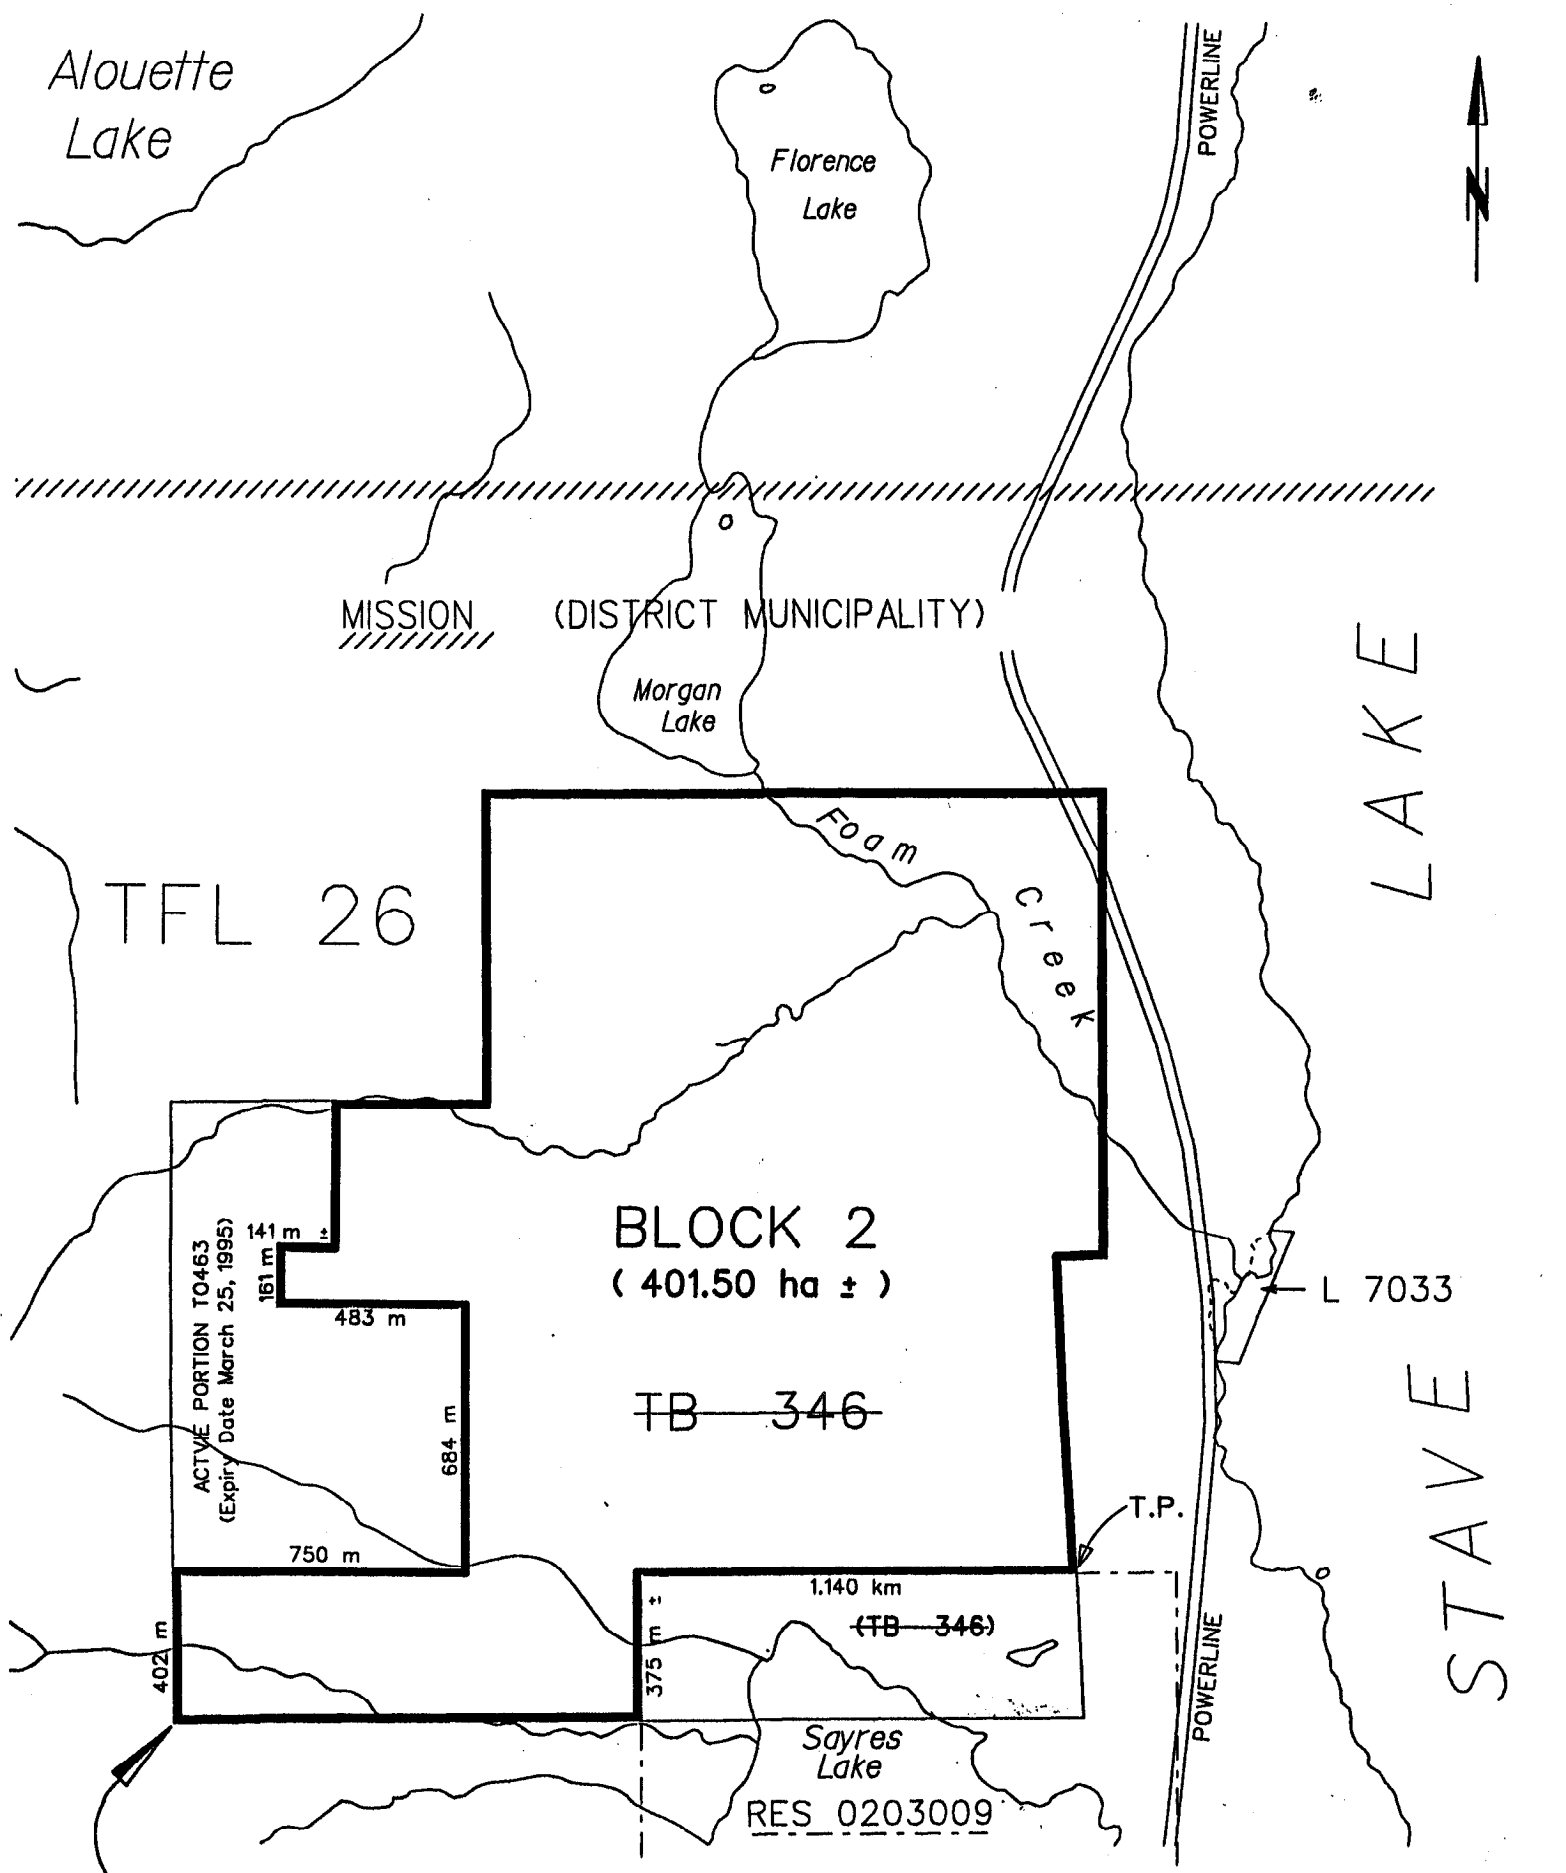 Alouette
Lake
POWERLINE
Florence
Lake
N
MISSION (DISTRICT MUNICIPALITY)
Morgan
Lake
LAKE
Foam
Creek
TFL 26
BLOCK 2
(401.50 ha ±)
141 m ±
161 m
483 m
ACTVIE PORTION TO463
(Expiry Date March 25, 1995)
L 7033
TB 346
684 m
STAVE
T.P.
750 m
1.140 km
(TB 346)
402 m
375 m ±
POWERLINE
Sayres
Lake
RES 0203009